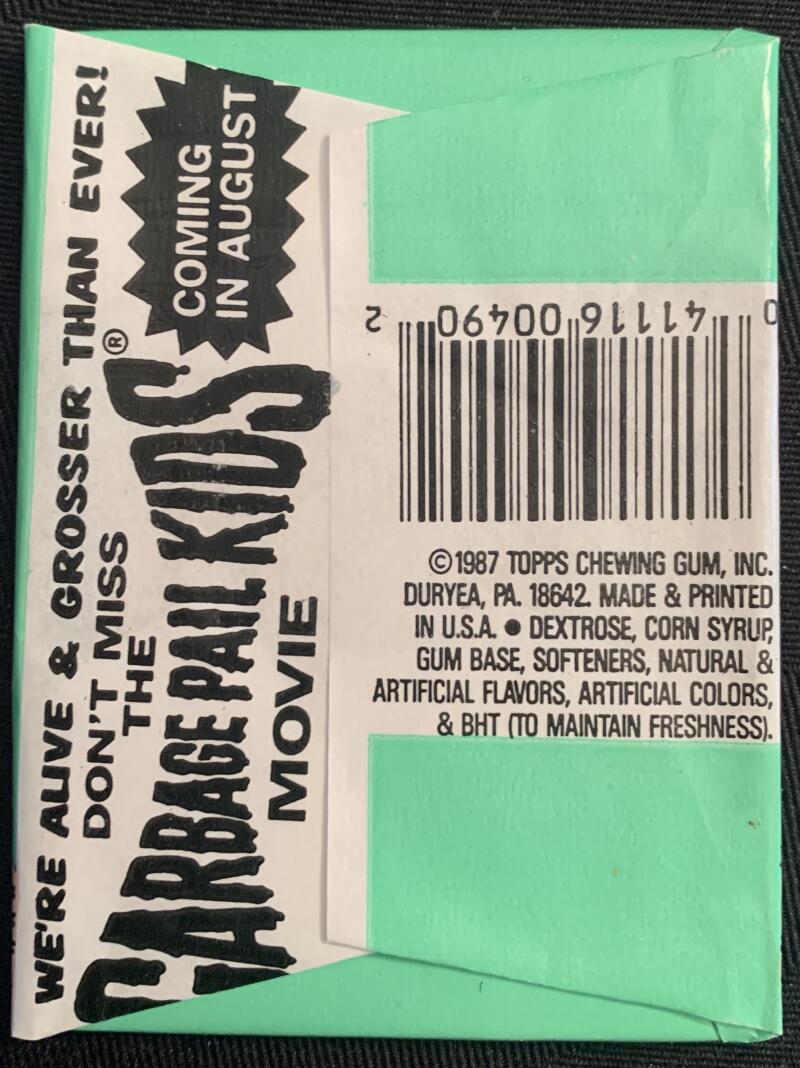 WE'RE ALIVE & GROSSER THAN EVER!
DON'T MISS
THE
GARBAGE PAIL KIDS®
MOVIE
COMING
IN AUGUST
0 41116 00490 2
©1987 TOPPS CHEWING GUM, INC.
DURYEA, PA. 18642. MADE & PRINTED
IN U.S.A. ● DEXTROSE, CORN SYRUP,
GUM BASE, SOFTENERS, NATURAL &
ARTIFICIAL FLAVORS, ARTIFICIAL COLORS,
& BHT (TO MAINTAIN FRESHNESS).